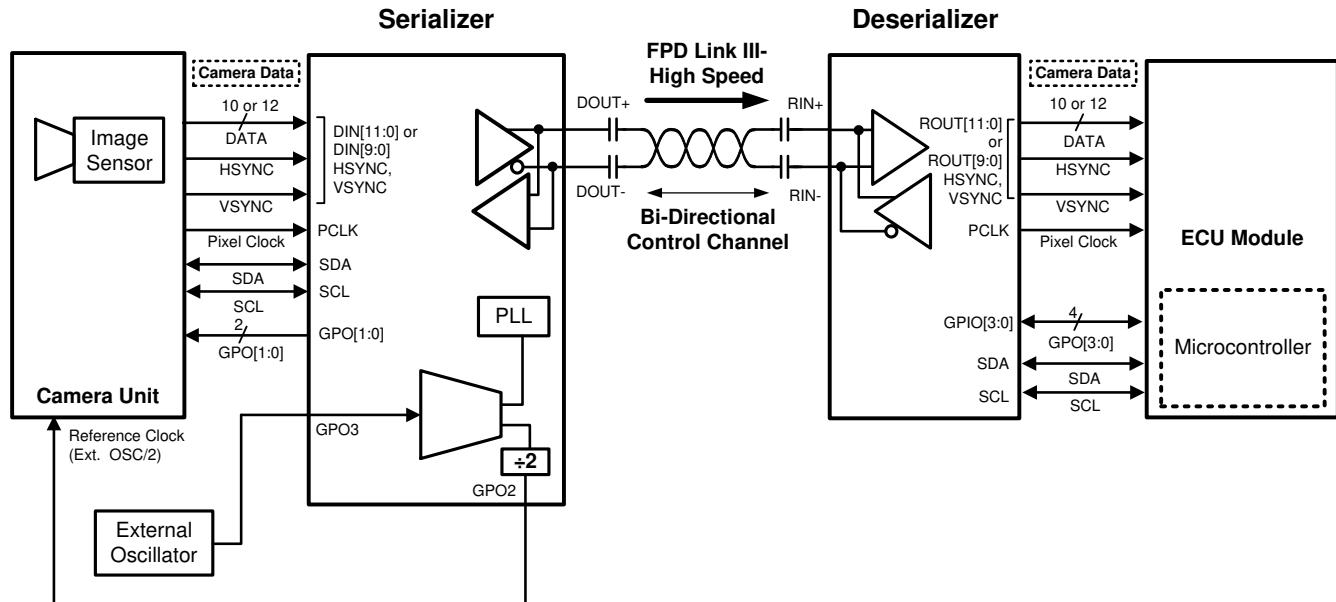 Serializer
Deserializer
Camera Data
10 or 12
DATA
HSYNC
VSYNC
Pixel Clock
SDA
SCL
2
GPO[1:0]
Image
Sensor
Camera Unit
Reference Clock
(Ext. OSC/2)
External
Oscillator
DIN[11:0] or
DIN[9:0]
HSYNC,
VSYNC
PCLK
SDA
SCL
GPO[1:0]
PLL
GPO3
÷2
GPO2
FPD Link III-
High Speed
DOUT+
RIN+
DOUT-
RIN-
Bi-Directional
Control Channel
ROUT[11:0]
or
ROUT[9:0]
HSYNC,
VSYNC
PCLK
GPIO[3:0]
SDA
SCL
Camera Data
10 or 12
DATA
HSYNC
VSYNC
Pixel Clock
4
GPO[3:0]
SDA
SCL
ECU Module
Microcontroller